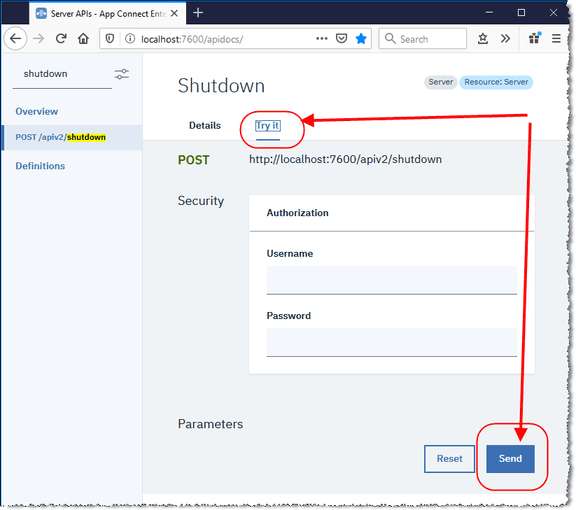 Server APIs - App Connect Ente
localhost:7600/apidocs/
Search
shutdown
Overview
POST /apiv2/shutdown
Definitions
Shutdown
Server
Resource: Server
Details
Try it
POST
http://localhost:7600/apiv2/shutdown
Security
Authorization
Username
Password
Parameters
Reset
Send